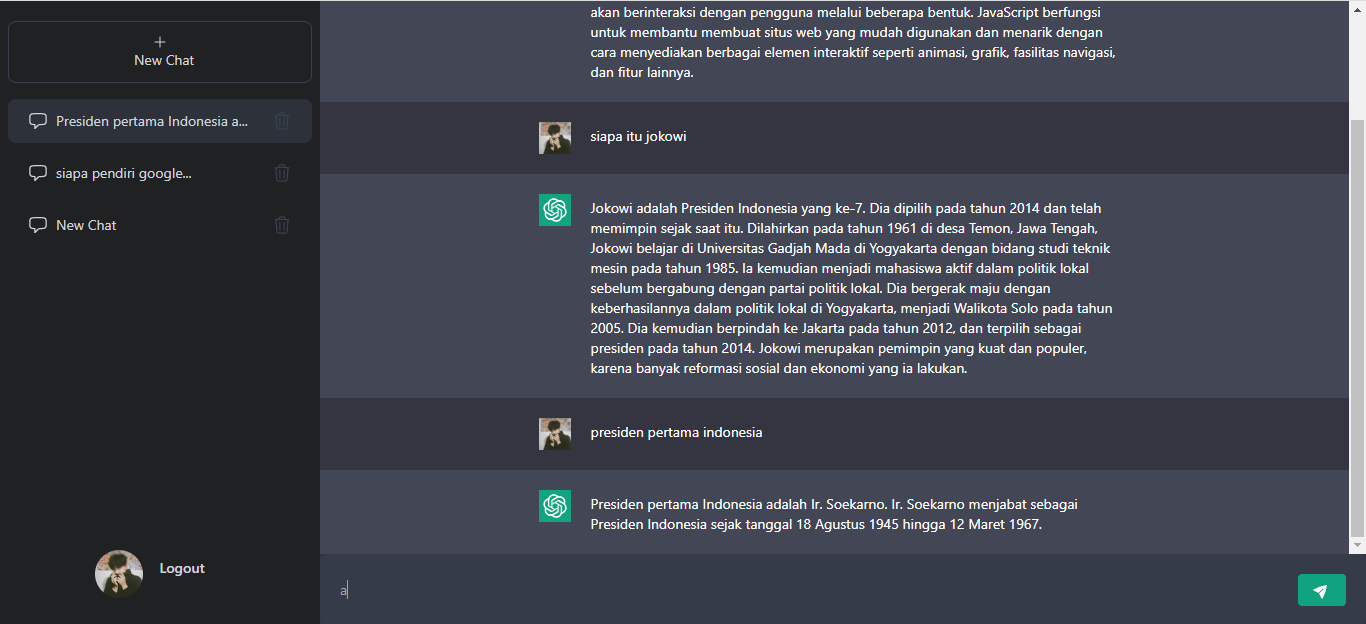 +
New Chat
Presiden pertama Indonesia a...
siapa pendiri google...
New Chat
Logout
akan berinteraksi dengan pengguna melalui beberapa bentuk. JavaScript berfungsi
untuk membantu membuat situs web yang mudah digunakan dan menarik dengan
cara menyediakan berbagai elemen interaktif seperti animasi, grafik, fasilitas navigasi,
dan fitur lainnya.
siapa itu jokowi
Jokowi adalah Presiden Indonesia yang ke-7. Dia dipilih pada tahun 2014 dan telah
memimpin sejak saat itu. Dilahirkan pada tahun 1961 di desa Temon, Jawa Tengah,
Jokowi belajar di Universitas Gadjah Mada di Yogyakarta dengan bidang studi teknik
mesin pada tahun 1985. Ia kemudian menjadi mahasiswa aktif dalam politik lokal
sebelum bergabung dengan partai politik lokal. Dia bergerak maju dengan
keberhasilannya dalam politik lokal di Yogyakarta, menjadi Walikota Solo pada tahun
2005. Dia kemudian berpindah ke Jakarta pada tahun 2012, dan terpilih sebagai
presiden pada tahun 2014. Jokowi merupakan pemimpin yang kuat dan populer,
karena banyak reformasi sosial dan ekonomi yang ia lakukan.
presiden pertama indonesia
Presiden pertama Indonesia adalah Ir. Soekarno. Ir. Soekarno menjabat sebagai
Presiden Indonesia sejak tanggal 18 Agustus 1945 hingga 12 Maret 1967.
a